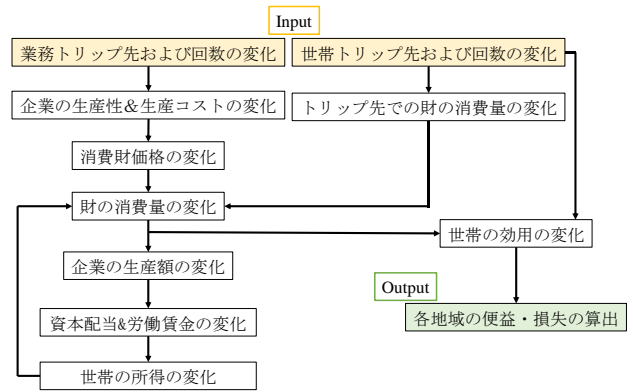 Input
業務トリップ先および回数の変化
世帯トリップ先および回数の変化
企業の生産性&生産コストの変化
トリップ先での財の消費量の変化
消費財価格の変化
財の消費量の変化
世帯の効用の変化
企業の生産額の変化
Output
資本配当&労働賃金の変化
各地域の便益・損失の算出
世帯の所得の変化